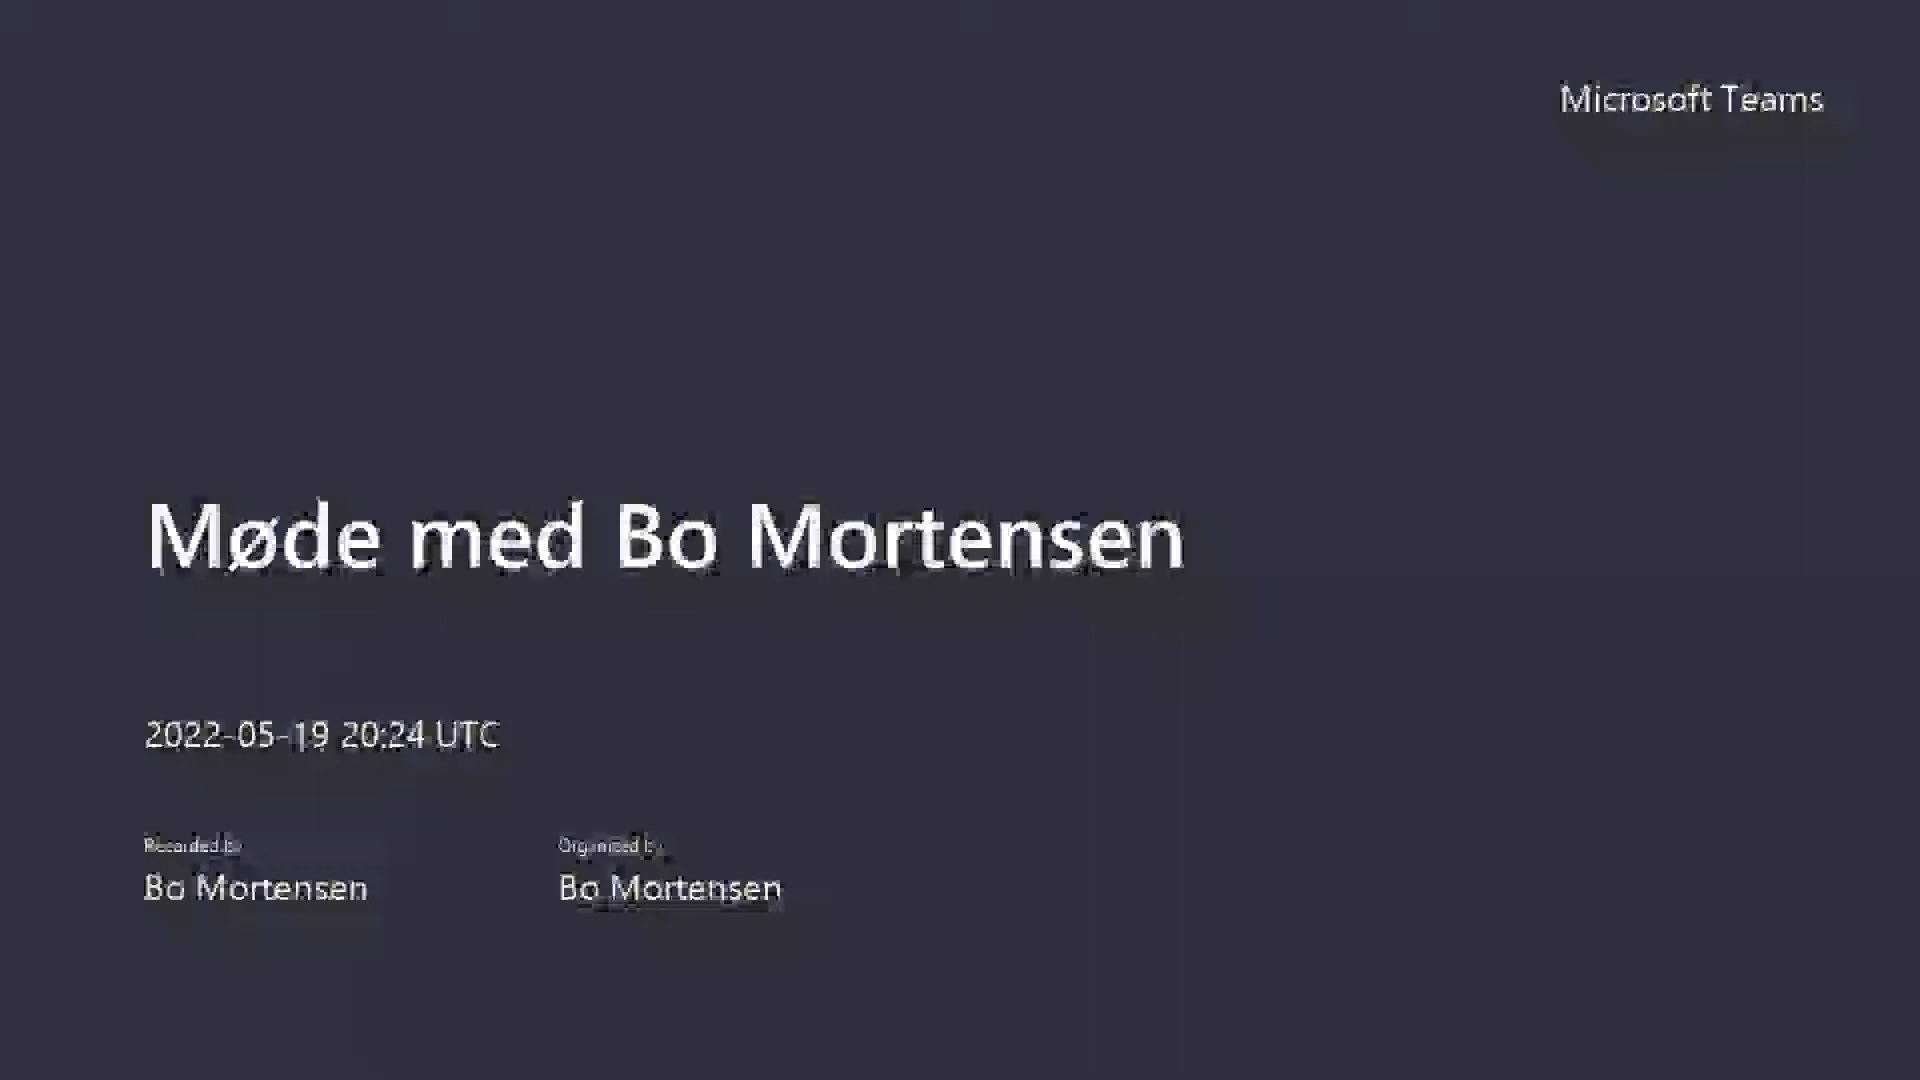 Microsoft Teams
Møde med Bo Mortensen
2022-05-19 20:24 UTC
Recorded by
Organized by
Bo Mortensen
Bo Mortensen